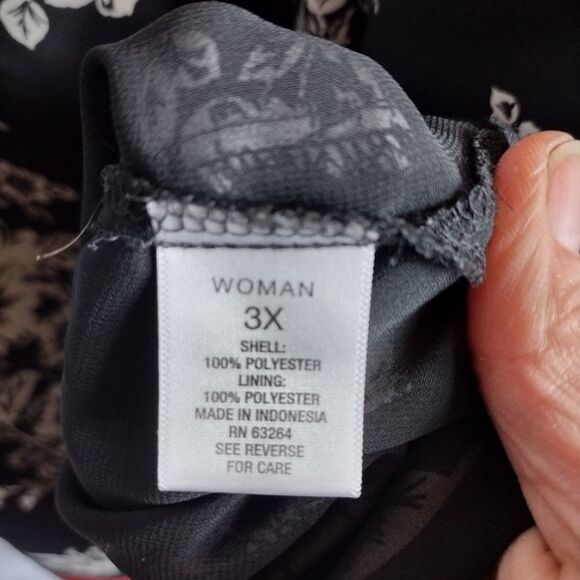 WOMAN
3X
SHELL:
100% POLYESTER
LINING:
100% POLYESTER
MADE IN INDONESIA
RN 63264
SEE REVERSE
FOR CARE